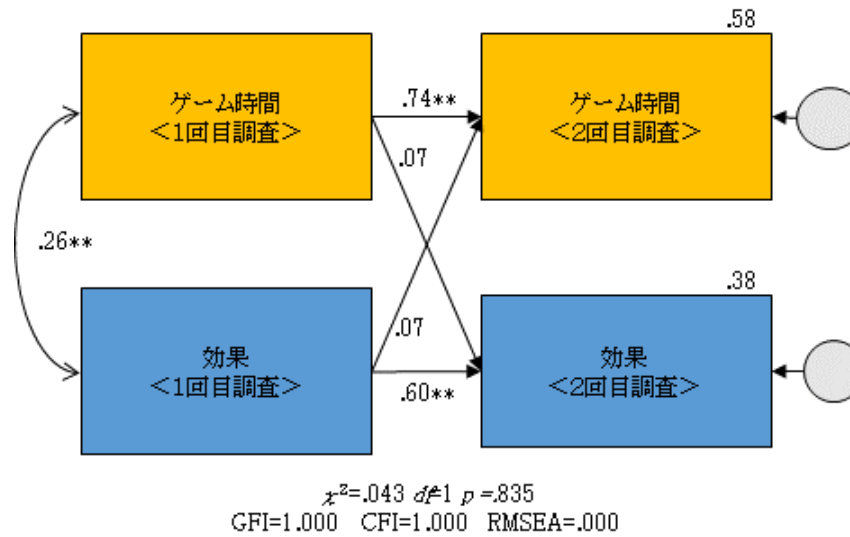 .58
ゲーム時間
<1回目調査>
.74**
ゲーム時間
<2回目調査>
.07
.26**
.38
.07
効果
<1回目調査>
.60**
効果
<2回目調査>
χ²=.043 df=1 p=.835
GFI=1.000 CFI=1.000 RMSEA=.000